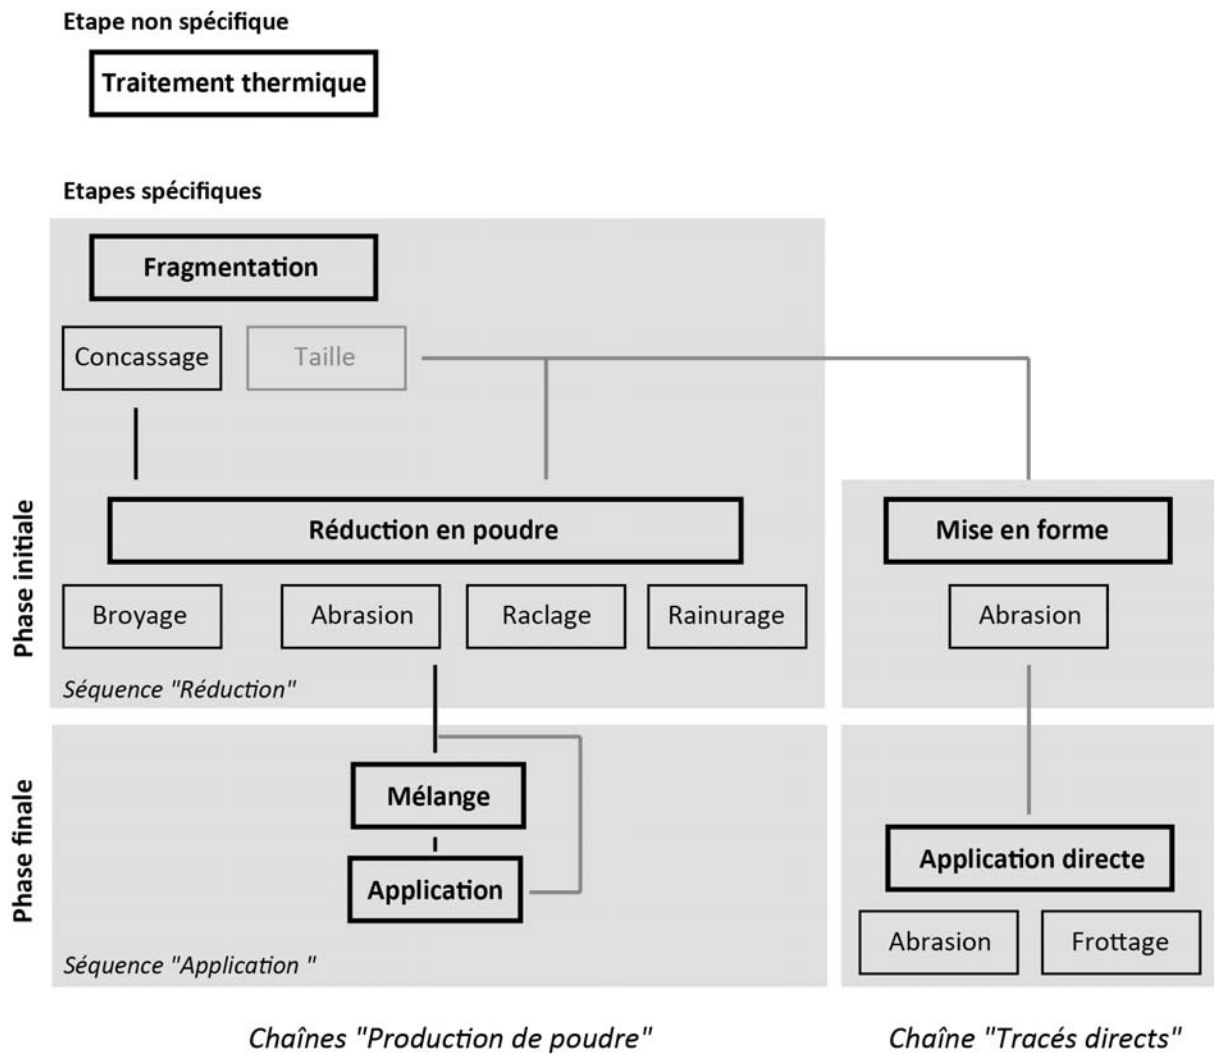 Etape non spécifique
Traitement thermique
Etapes spécifiques
Fragmentation
Concassage
Taille
Phase initiale
Réduction en poudre
Mise en forme
Broyage
Abrasion
Raclage
Rainurage
Abrasion
Séquence "Réduction"
Phase finale
Mélange
Application
Application directe
Abrasion
Frottage
Séquence "Application "
Chaînes "Production de poudre"
Chaîne "Tracés directs"